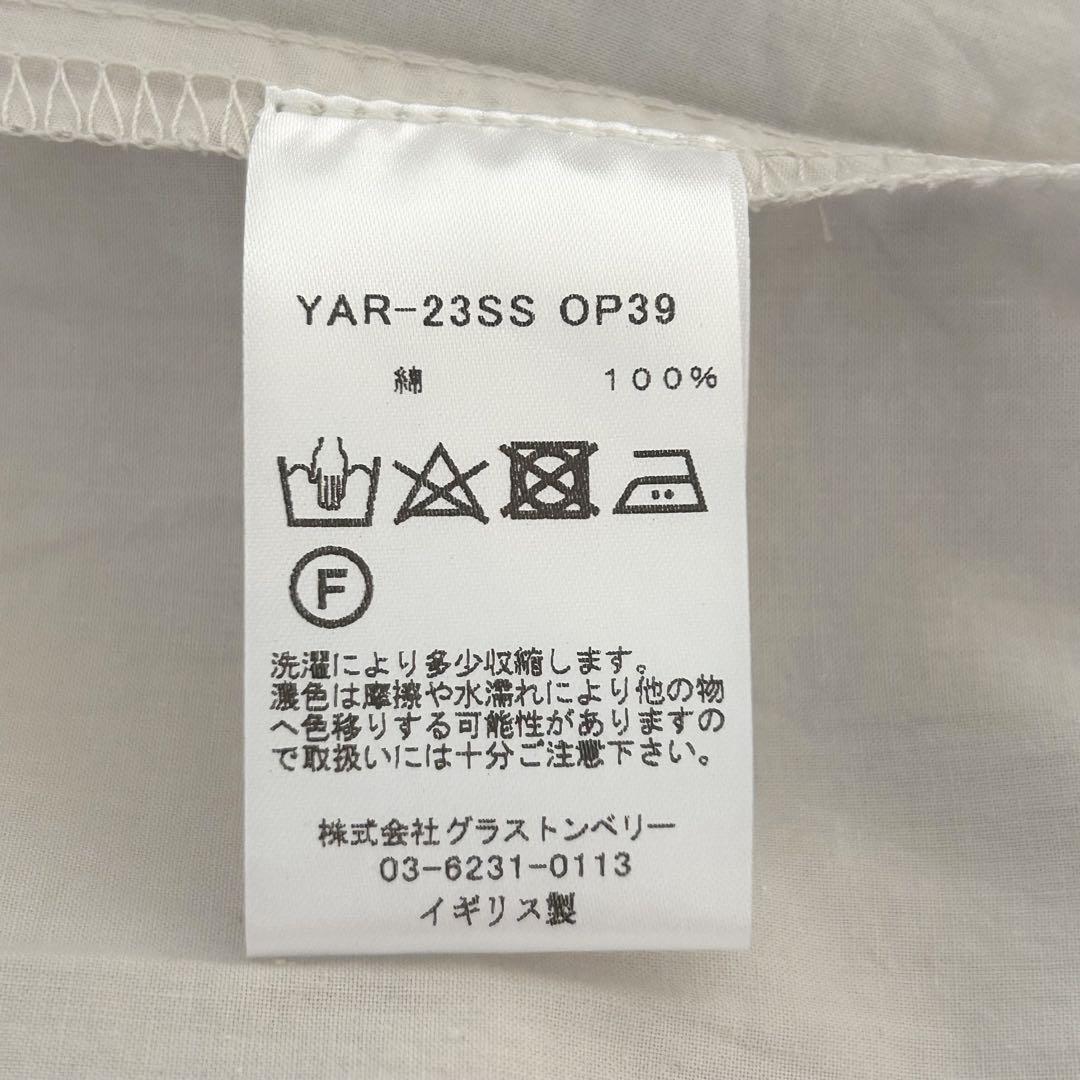 YAR-23SS OP39
綿 100%
F
洗濯により多少収縮します。
濃色は摩擦や水濡れにより他の物
へ色移りする可能性がありますの
で取扱いには十分ご注意下さい。
株式会社グラストンベリー
03-6231-0113
イギリス製